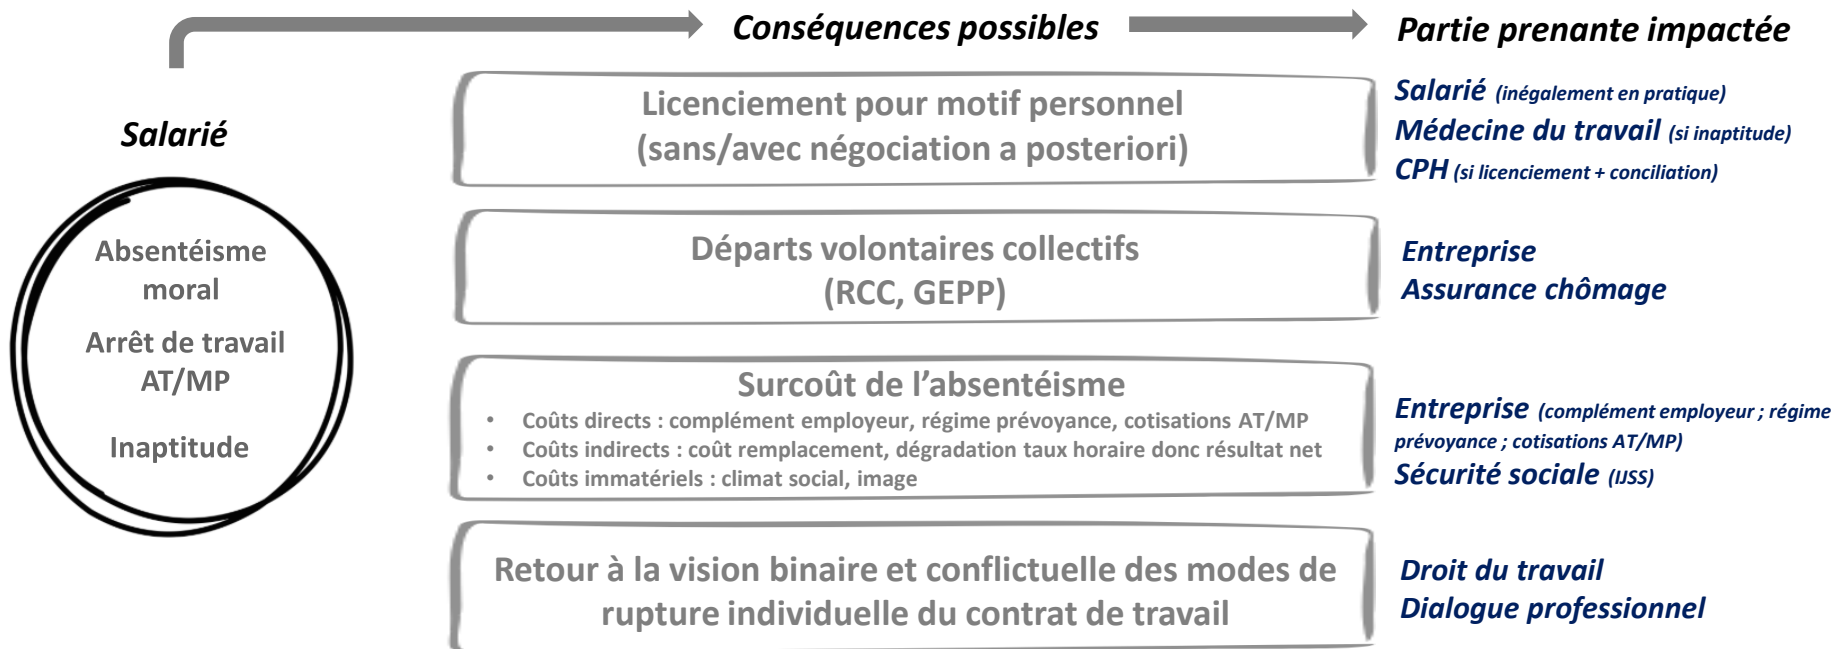 Conséquences possibles
Partie prenante impactée
Salarié
Absentéisme
moral
Arrêt de travail
AT/MP
Inaptitude
Licenciement pour motif personnel
(sans/avec négociation a posteriori)
Salarié (inégalement en pratique)
Médecine du travail (si inaptitude)
CPH (si licenciement + conciliation)
Départs volontaires collectifs
(RCC, GEPP)
Entreprise
Assurance chômage
Surcoût de l’absentéisme
• Coûts directs : complément employeur, régime prévoyance, cotisations AT/MP
• Coûts indirects : coût remplacement, dégradation taux horaire donc résultat net
• Coûts immatériels : climat social, image
Entreprise (complément employeur ; régime
prévoyance ; cotisations AT/MP)
Sécurité sociale (IJSS)
Retour à la vision binaire et conflictuelle des modes de
rupture individuelle du contrat de travail
Droit du travail
Dialogue professionnel